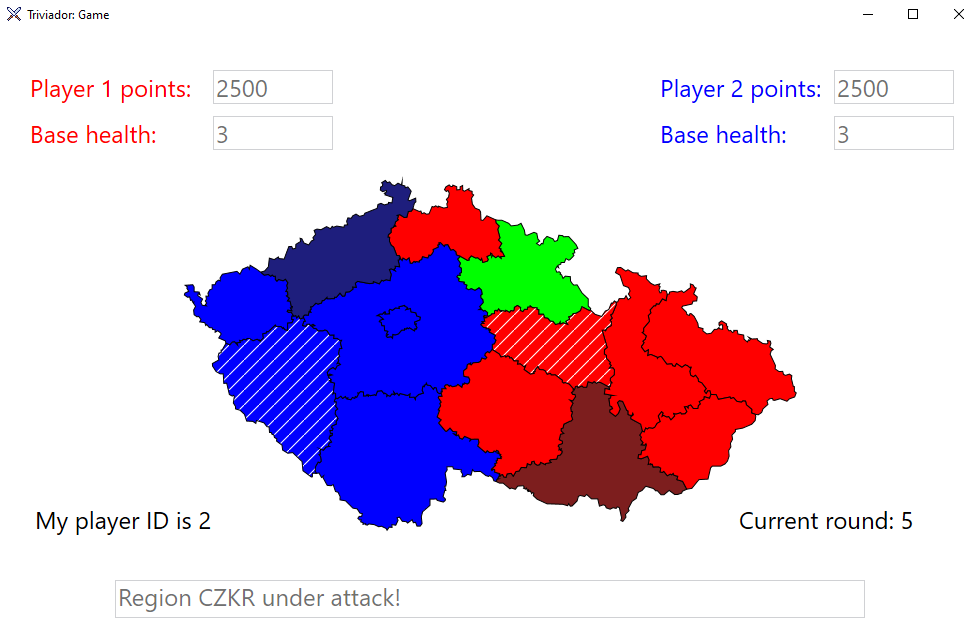 Triviador: Game
Player 1 points: 2500
Player 2 points: 2500
Base health: 3
Base health: 3
My player ID is 2
Current round: 5
Region CZKR under attack!